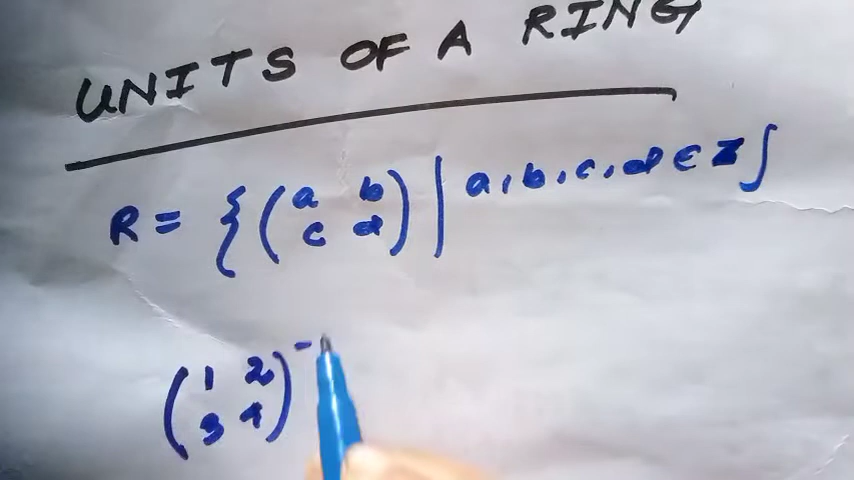 UNITS OF A RING
R = { ( a b ) | a, b, c, d ∈ Z }
( c d )
( 1 2 ) -
( 3 4 )